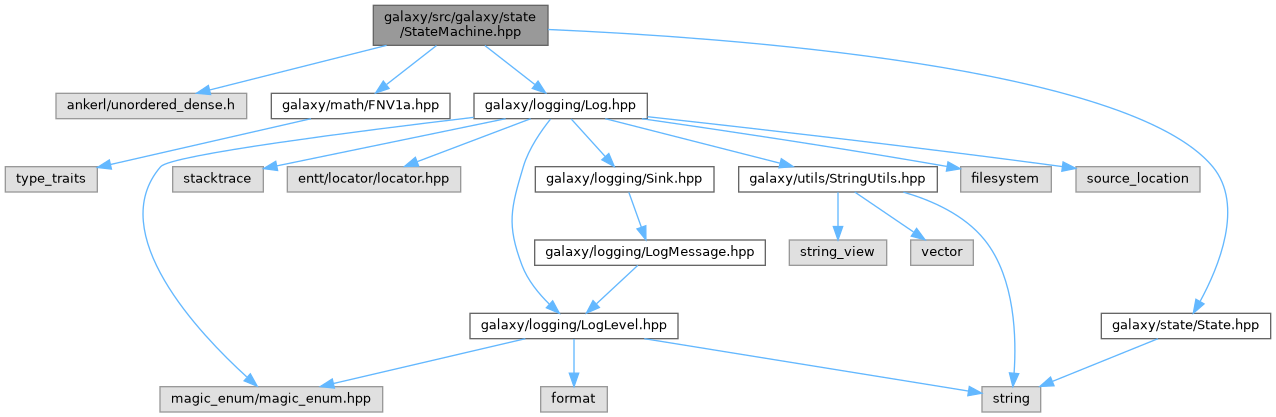 galaxy/src/galaxy/state
/StateMachine.hpp
ankerl/unordered_dense.h
galaxy/math/FNV1a.hpp
galaxy/logging/Log.hpp
type_traits
stacktrace
entt/locator/locator.hpp
galaxy/logging/Sink.hpp
galaxy/utils/StringUtils.hpp
filesystem
source_location
galaxy/logging/LogMessage.hpp
string_view
vector
galaxy/logging/LogLevel.hpp
galaxy/state/State.hpp
magic_enum/magic_enum.hpp
format
string